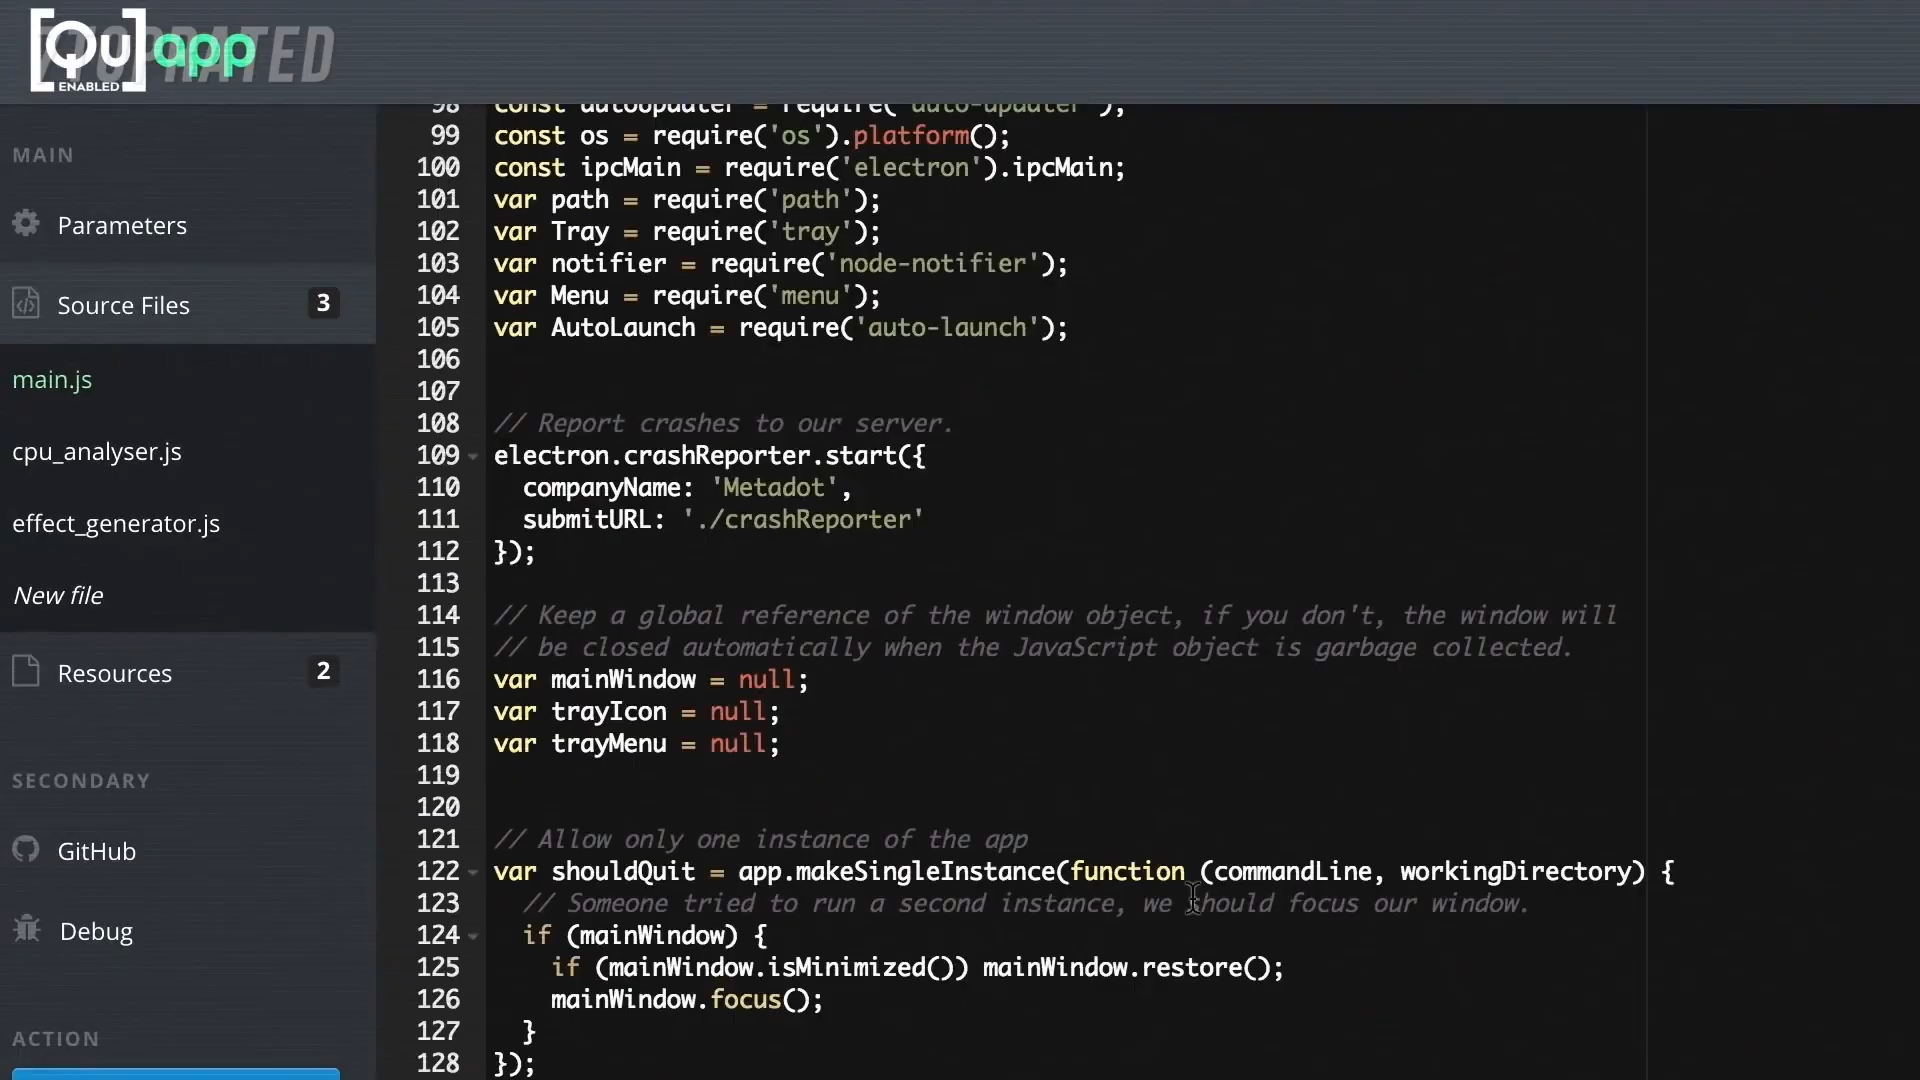 [Qu] app
ENABLED
TOPRATED
MAIN
Parameters
Source Files 3
main.js
cpu_analyser.js
effect_generator.js
New file
Resources 2
SECONDARY
GitHub
Debug
ACTION
98 const autoUpdater = require('auto-updater');
99 const os = require('os').platform();
100 const ipcMain = require('electron').ipcMain;
101 var path = require('path');
102 var Tray = require('tray');
103 var notifier = require('node-notifier');
104 var Menu = require('menu');
105 var AutoLaunch = require('auto-launch');
106
107
108 // Report crashes to our server.
109 electron.crashReporter.start({
110 companyName: 'Metadot',
111 submitURL: './crashReporter'
112 });
113
114 // Keep a global reference of the window object, if you don't, the window will
115 // be closed automatically when the JavaScript object is garbage collected.
116 var mainWindow = null;
117 var trayIcon = null;
118 var trayMenu = null;
119
120
121 // Allow only one instance of the app
122 var shouldQuit = app.makeSingleInstance(function (commandLine, workingDirectory) {
123 // Someone tried to run a second instance, we should focus our window.
124 if (mainWindow) {
125 if (mainWindow.isMinimized()) mainWindow.restore();
126 mainWindow.focus();
127 }
128 });